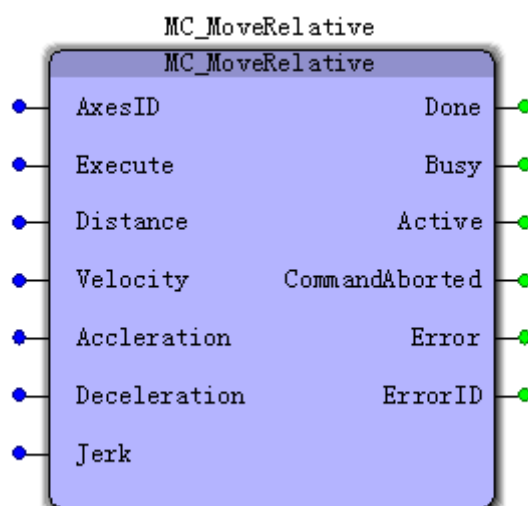 MC_MoveRelative
MC_MoveRelative
AxesID Done
Execute Busy
Distance Active
Velocity CommandAborted
Accleration Error
Deceleration ErrorID
Jerk